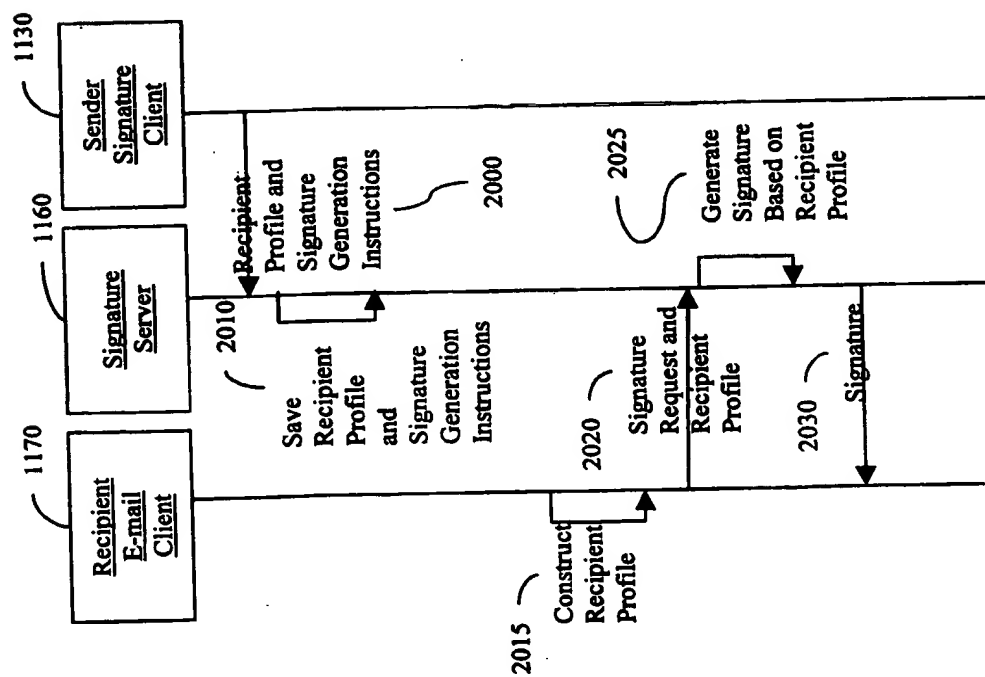 1170
Recipient
E-mail
Client
1160
Signature
Server
1130
Sender
Signature
Client
Recipient
Profile and
Signature
Generation
Instructions
2000
2010
Save
Recipient
Profile
and
Signature
Generation
Instructions
2015
Construct
Recipient
Profile
2020
Signature
Request and
Recipient
Profile
2025
Generate
Signature
Based on
Recipient
Profile
2030
Signature